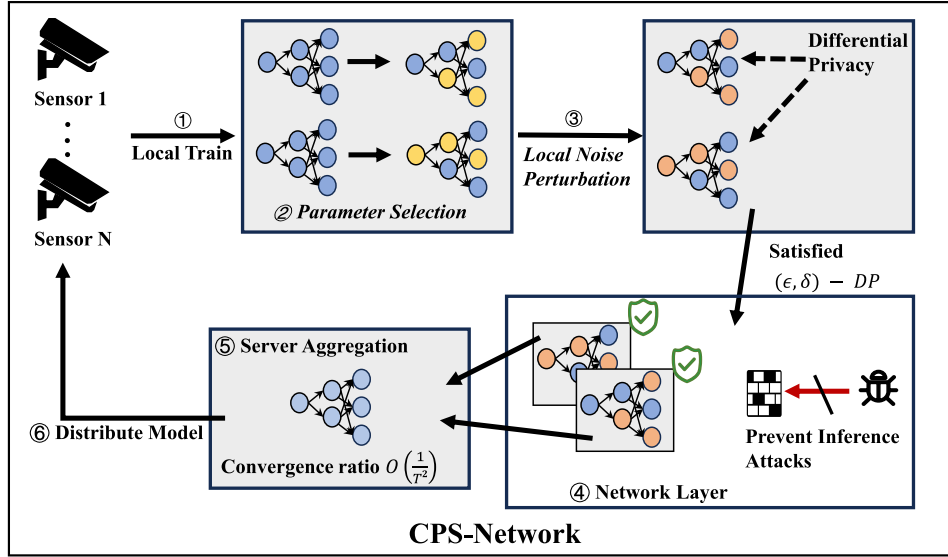 Sensor 1
Sensor N
①
Local Train
② Parameter Selection
③
Local Noise
Perturbation
Differential
Privacy
Satisfied
(ϵ, δ) − DP
④ Network Layer
Prevent Inference
Attacks
⑤ Server Aggregation
Convergence ratio O(1/T²)
⑥ Distribute Model
CPS-Network